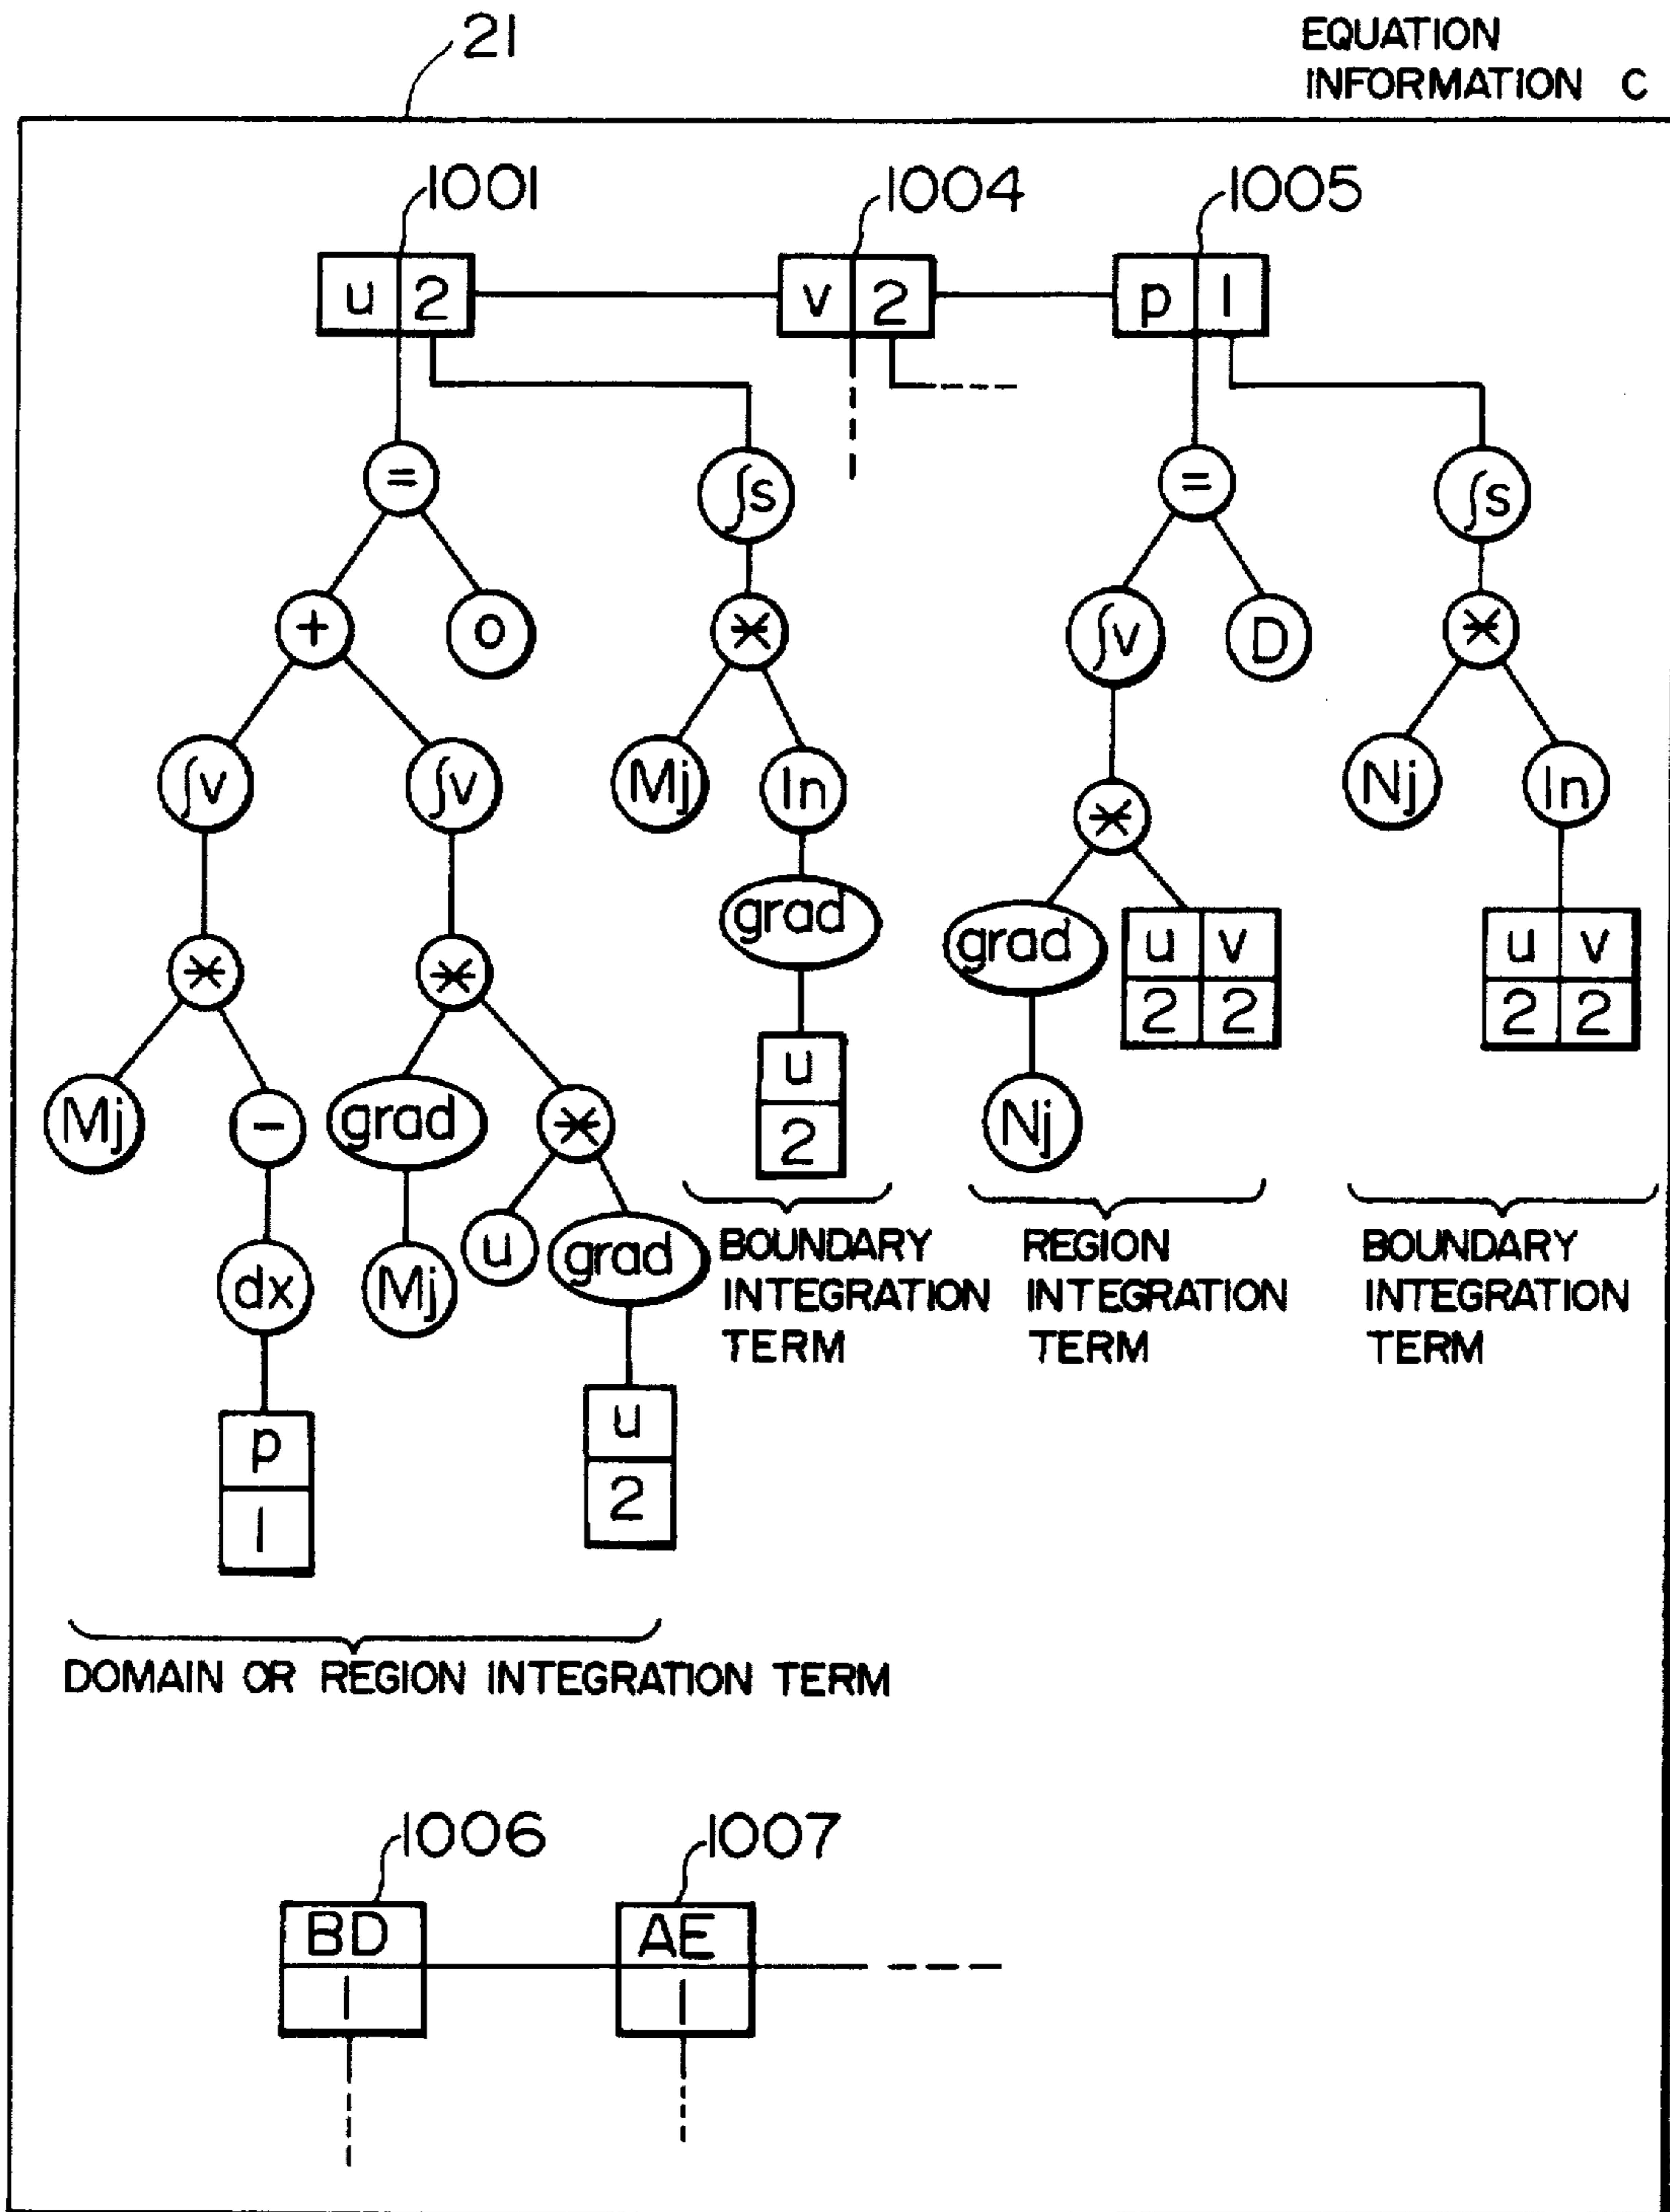 21
EQUATION
INFORMATION C
1001
1004
1005
u 2
v 2
p 1
=
∫s
=
∫s
+
o
*
∫v
D
*
∫v
∫v
Mj
ln
*
Nj
ln
*
*
grad
grad
u v
2 2
u v
2 2
Mj
-
grad
*
u
2
Nj
dx
Mj
u
grad
BOUNDARY
INTEGRATION
TERM
REGION
INTEGRATION
TERM
BOUNDARY
INTEGRATION
TERM
p
1
u
2
DOMAIN OR REGION INTEGRATION TERM
1006
1007
BD
1
AE
1